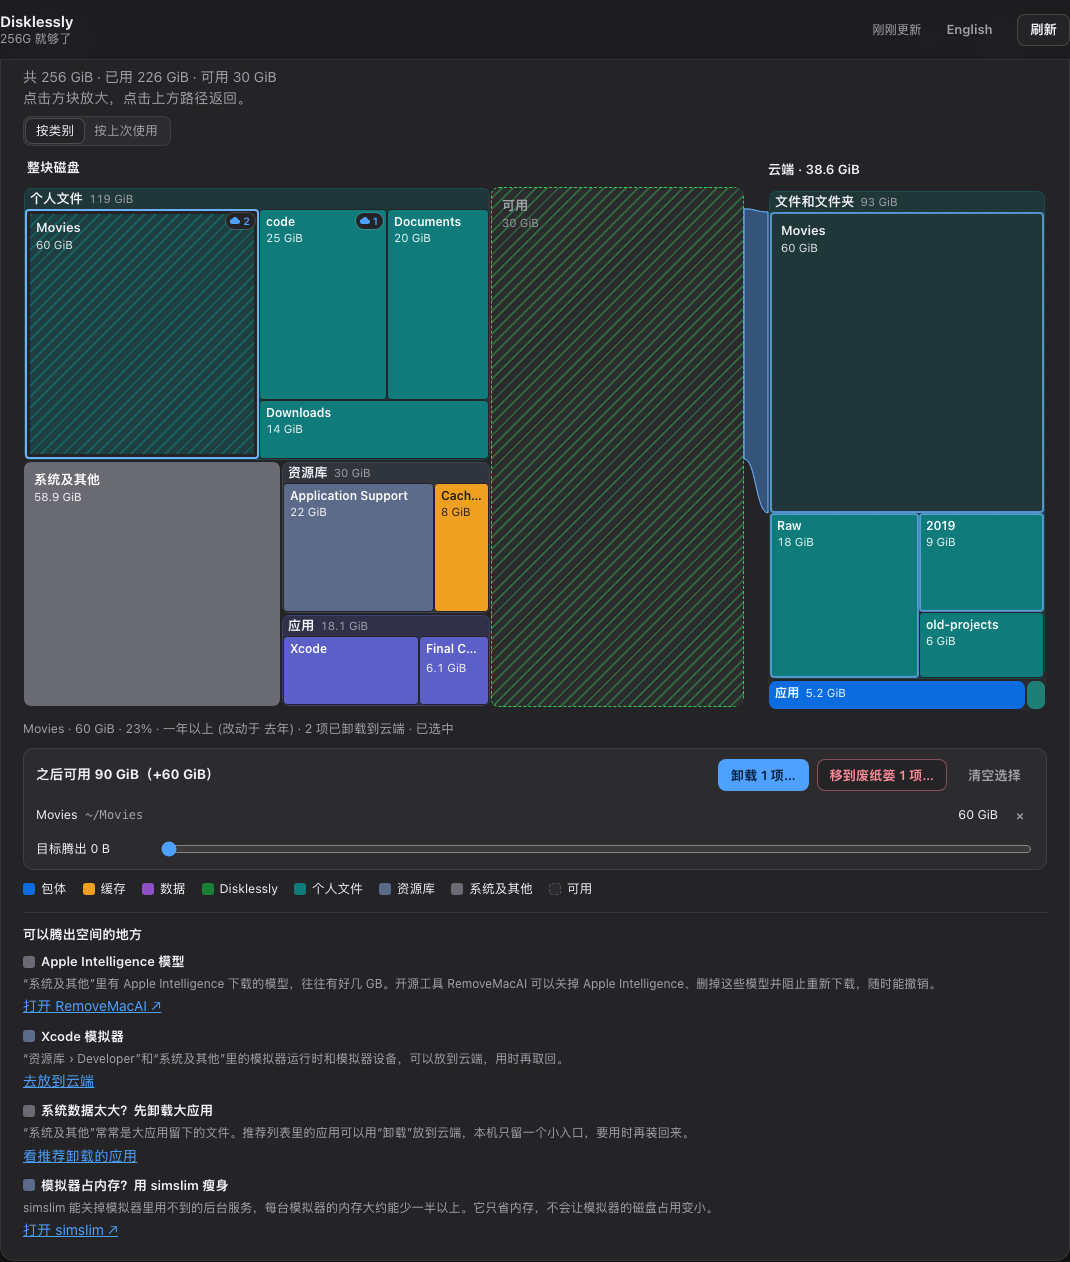 Disklessly
256G 就够了
刚刚更新
English
刷新
共 256 GiB · 已用 226 GiB · 可用 30 GiB
点击方块放大，点击上方路径返回。
按类别
按上次使用
整块磁盘
云端 · 38.6 GiB
个人文件 119 GiB
Movies
60 GiB
2
code
25 GiB
1
Documents
20 GiB
Downloads
14 GiB
可用
30 GiB
文件和文件夹 93 GiB
Movies
60 GiB
系统及其他
58.9 GiB
资源库 30 GiB
Application Support
22 GiB
Cach...
8 GiB
应用 18.1 GiB
Xcode
Final C...
6.1 GiB
Raw
18 GiB
2019
9 GiB
old-projects
6 GiB
应用 5.2 GiB
Movies · 60 GiB · 23% · 一年以上 (改动于 去年) · 2 项已卸载到云端 · 已选中
之后可用 90 GiB（+60 GiB）
卸载 1 项...
移到废纸篓 1 项...
清空选择
Movies ~/Movies
60 GiB ×
目标腾出 0 B
包体 缓存 数据 Disklessly 个人文件 资源库 系统及其他 可用
可以腾出空间的地方
Apple Intelligence 模型
“系统及其他”里有 Apple Intelligence 下载的模型，往往有好几 GB。开源工具 RemoveMacAI 可以关掉 Apple Intelligence、删掉这些模型并阻止重新下载，随时能撤销。
打开 RemoveMacAI ↗
Xcode 模拟器
“资源库 › Developer”和“系统及其他”里的模拟器运行时和模拟器设备，可以放到云端，用时再取回。
去放到云端
系统数据太大？先卸载大应用
“系统及其他”常常是大应用留下的文件。推荐列表里的应用可以用“卸载”放到云端，本机只留一个小入口，要用时再装回来。
看推荐卸载的应用
模拟器占内存？用 simslim 瘦身
simslim 能关掉模拟器里用不到的后台服务，每台模拟器的内存大约能少一半以上。它只省内存，不会让模拟器的磁盘占用变小。
打开 simslim ↗